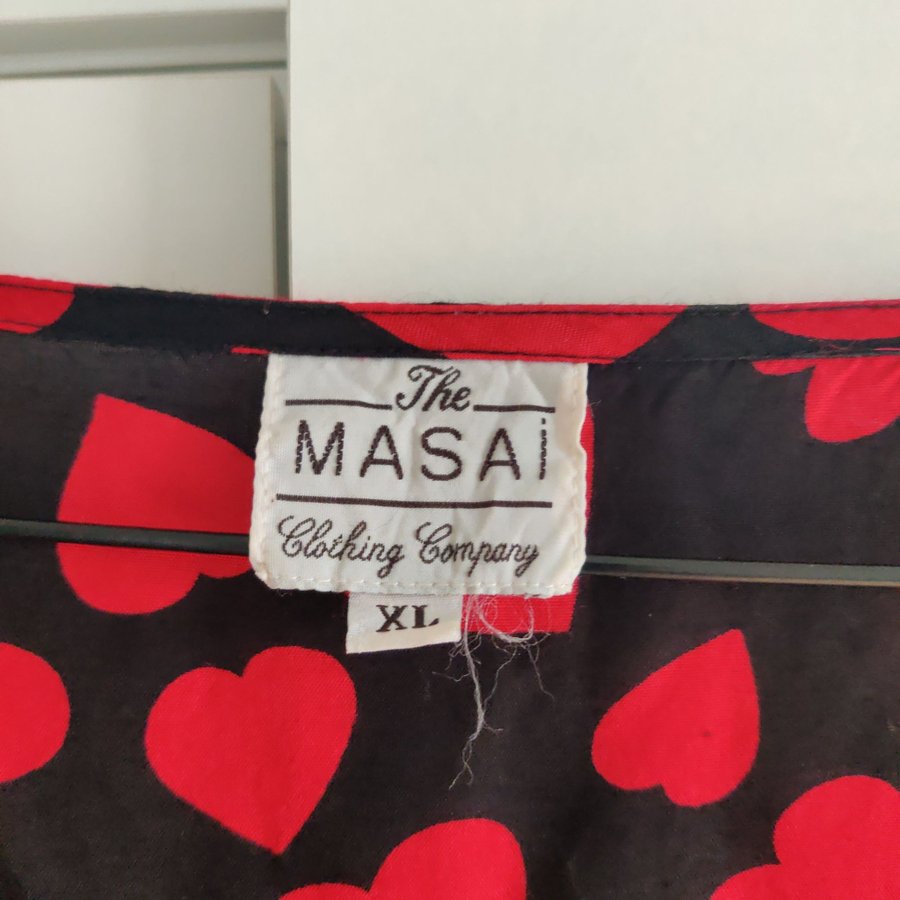 The
MASAi
Clothing Company
XL